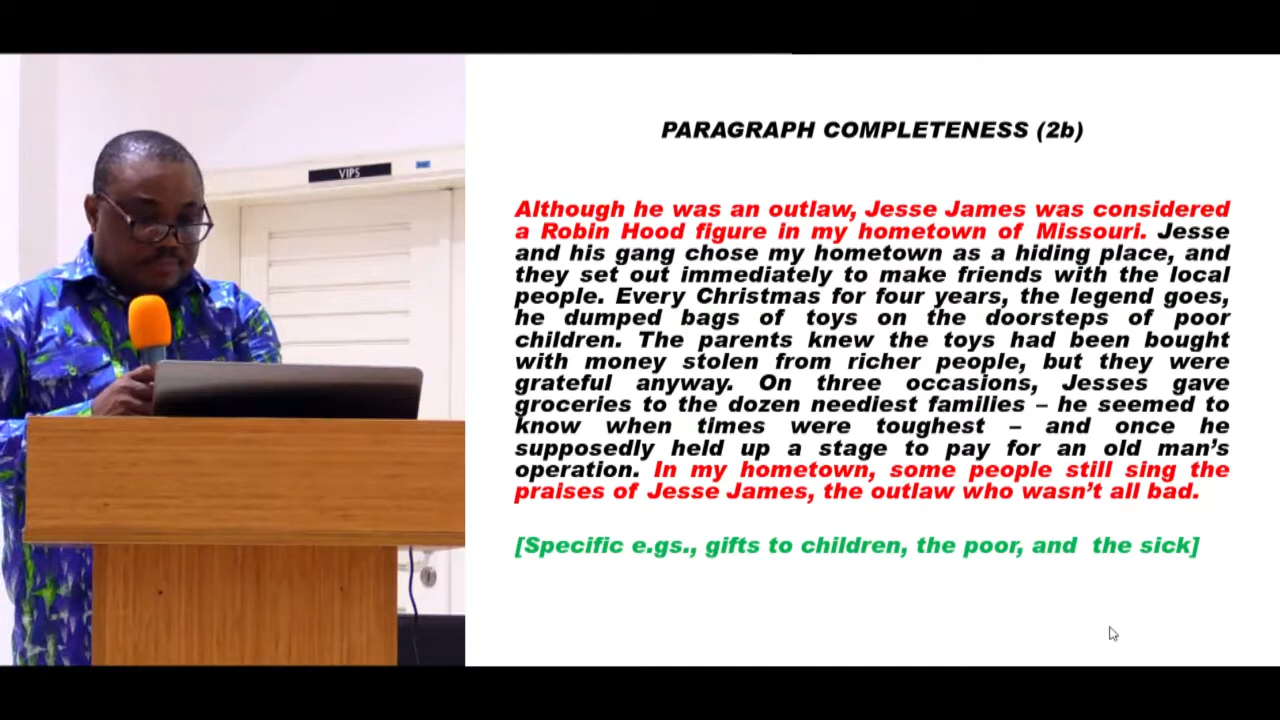 VIPS
PARAGRAPH COMPLETENESS (2b)
Although he was an outlaw, Jesse James was considered
a Robin Hood figure in my hometown of Missouri. Jesse
and his gang chose my hometown as a hiding place, and
they set out immediately to make friends with the local
people. Every Christmas for four years, the legend goes,
he dumped bags of toys on the doorsteps of poor
children. The parents knew the toys had been bought
with money stolen from richer people, but they were
grateful anyway. On three occasions, Jesses gave
groceries to the dozen neediest families – he seemed to
know when times were toughest – and once he
supposedly held up a stage to pay for an old man's
operation. In my hometown, some people still sing the
praises of Jesse James, the outlaw who wasn't all bad.
[Specific e.gs., gifts to children, the poor, and the sick]